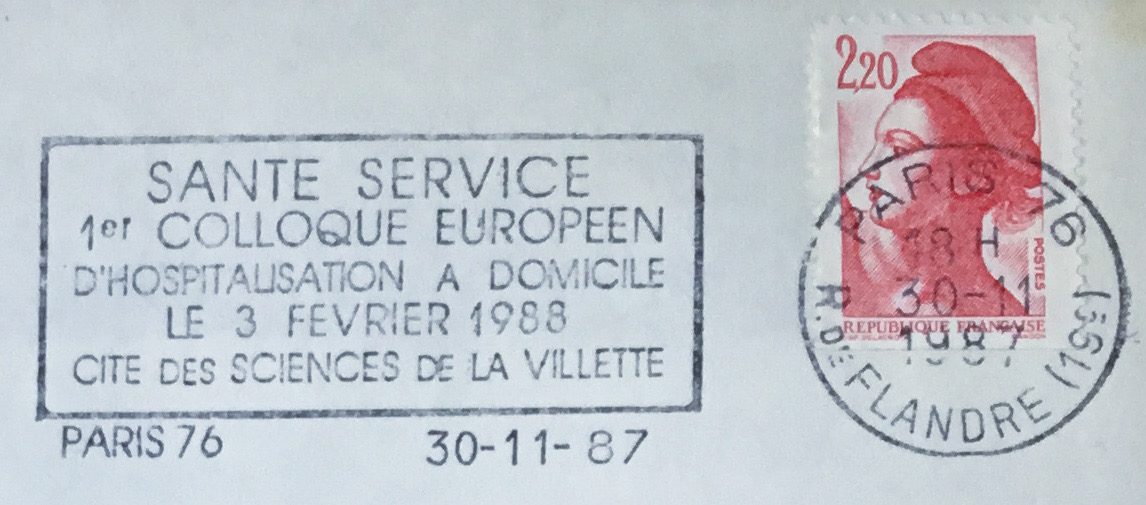 SANTE SERVICE
1er COLLOQUE EUROPEEN
D'HOSPITALISATION A DOMICILE
LE 3 FEVRIER 1988
CITE DES SCIENCES DE LA VILLETTE
PARIS 76 30-11-87
2,20
POSTES
REPUBLIQUE FRANÇAISE
PARIS 76
18 H
30-11
1987
R. DE FLANDRE (19E)